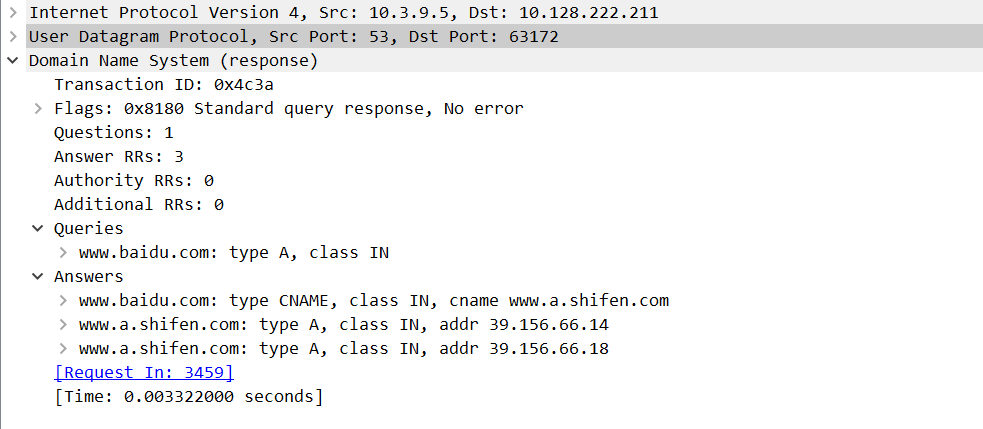 Internet Protocol Version 4, Src: 10.3.9.5, Dst: 10.128.222.211
User Datagram Protocol, Src Port: 53, Dst Port: 63172
Domain Name System (response)
Transaction ID: 0x4c3a
Flags: 0x8180 Standard query response, No error
Questions: 1
Answer RRs: 3
Authority RRs: 0
Additional RRs: 0
Queries
www.baidu.com: type A, class IN
Answers
www.baidu.com: type CNAME, class IN, cname www.a.shifen.com
www.a.shifen.com: type A, class IN, addr 39.156.66.14
www.a.shifen.com: type A, class IN, addr 39.156.66.18
[Request In: 3459]
[Time: 0.003322000 seconds]